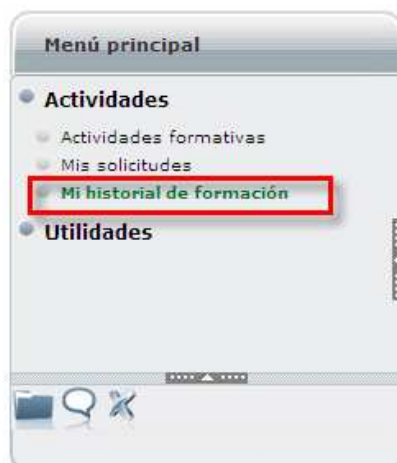 Menú principal
Actividades
Actividades formativas
Mis solicitudes
Mi historial de formación
Utilidades